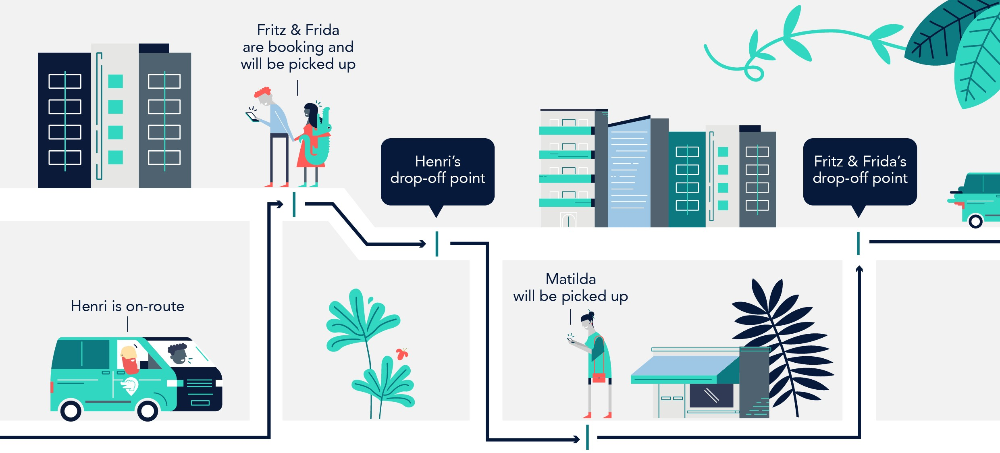 Fritz & Frida
are booking and
will be picked up
Henri’s
drop-off point
Fritz & Frida’s
drop-off point
Matilda
will be picked up
Henri is on-route